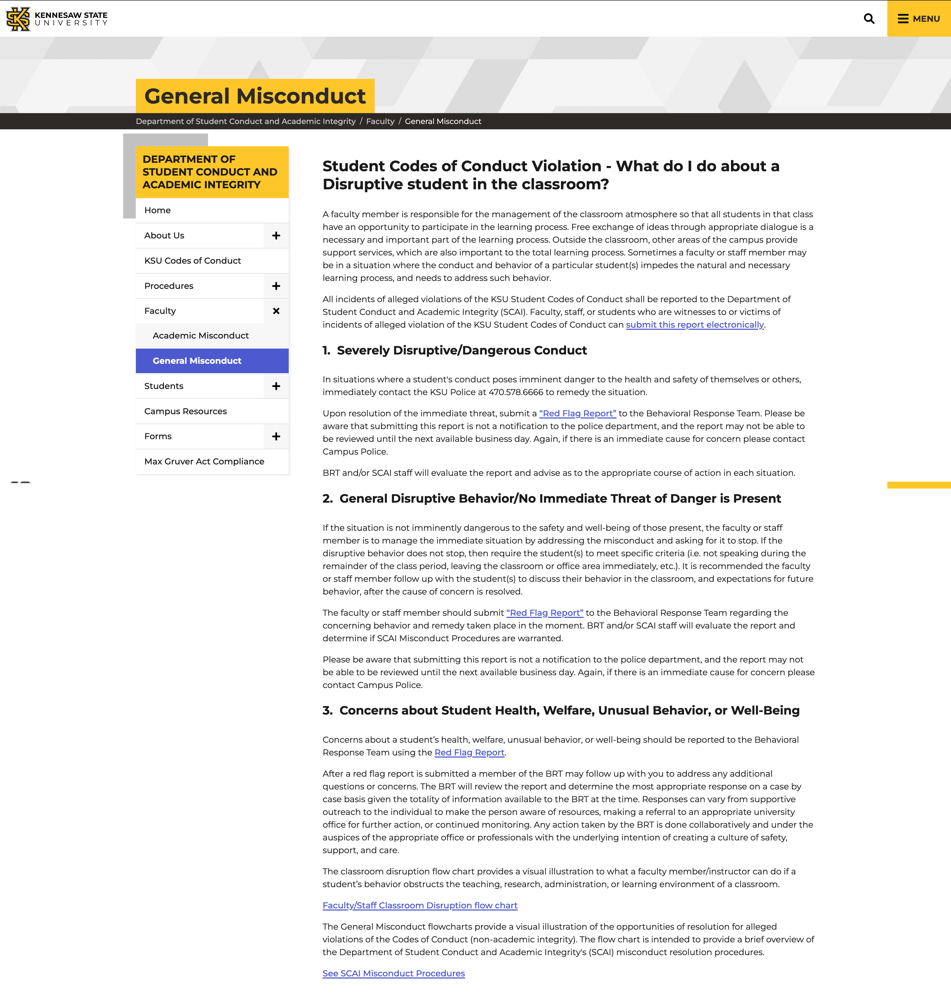 KENNESAW STATE
UNIVERSITY
MENU
General Misconduct
Department of Student Conduct and Academic Integrity / Faculty / General Misconduct
DEPARTMENT OF
STUDENT CONDUCT AND
ACADEMIC INTEGRITY
Home
About Us
KSU Codes of Conduct
Procedures
Faculty
Academic Misconduct
General Misconduct
Students
Campus Resources
Forms
Max Gruver Act Compliance
Student Codes of Conduct Violation - What do I do about a
Disruptive student in the classroom?
A faculty member is responsible for the management of the classroom atmosphere so that all students in that class
have an opportunity to participate in the learning process. Free exchange of ideas through appropriate dialogue is a
necessary and important part of the learning process. Outside the classroom, other areas of the campus provide
support services, which are also important to the total learning process. Sometimes a faculty or staff member may
be in a situation where the conduct and behavior of a particular student(s) impedes the natural and necessary
learning process, and needs to address such behavior.
All incidents of alleged violations of the KSU Student Codes of Conduct shall be reported to the Department of
Student Conduct and Academic Integrity (SCAI). Faculty, staff, or students who are witnesses to or victims of
incidents of alleged violation of the KSU Student Codes of Conduct can submit this report electronically.
1. Severely Disruptive/Dangerous Conduct
In situations where a student's conduct poses imminent danger to the health and safety of themselves or others,
immediately contact the KSU Police at 470.578.6666 to remedy the situation.
Upon resolution of the immediate threat, submit a “Red Flag Report” to the Behavioral Response Team. Please be
aware that submitting this report is not a notification to the police department, and the report may not be able to
be reviewed until the next available business day. Again, if there is an immediate cause for concern please contact
Campus Police.
BRT and/or SCAI staff will evaluate the report and advise as to the appropriate course of action in each situation.
2. General Disruptive Behavior/No Immediate Threat of Danger is Present
If the situation is not imminently dangerous to the safety and well-being of those present, the faculty or staff
member is to manage the immediate situation by addressing the misconduct and asking for it to stop. If the
disruptive behavior does not stop, then require the student(s) to meet specific criteria (i.e. not speaking during the
remainder of the class period, leaving the classroom or office area immediately, etc.). It is recommended the faculty
or staff member follow up with the student(s) to discuss their behavior in the classroom, and expectations for future
behavior, after the cause of concern is resolved.
The faculty or staff member should submit “Red Flag Report” to the Behavioral Response Team regarding the
concerning behavior and remedy taken place in the moment. BRT and/or SCAI staff will evaluate the report and
determine if SCAI Misconduct Procedures are warranted.
Please be aware that submitting this report is not a notification to the police department, and the report may not
be able to be reviewed until the next available business day. Again, if there is an immediate cause for concern please
contact Campus Police.
3. Concerns about Student Health, Welfare, Unusual Behavior, or Well-Being
Concerns about a student’s health, welfare, unusual behavior, or well-being should be reported to the Behavioral
Response Team using the Red Flag Report.
After a red flag report is submitted a member of the BRT may follow up with you to address any additional
questions or concerns. The BRT will review the report and determine the most appropriate response on a case by
case basis given the totality of information available to the BRT at the time. Responses can vary from supportive
outreach to the individual to make the person aware of resources, making a referral to an appropriate university
office for further action, or continued monitoring. Any action taken by the BRT is done collaboratively and under the
auspices of the appropriate office or professionals with the underlying intention of creating a culture of safety,
support, and care.
The classroom disruption flow chart provides a visual illustration to what a faculty member/instructor can do if a
student’s behavior obstructs the teaching, research, administration, or learning environment of a classroom.
Faculty/Staff Classroom Disruption flow chart
The General Misconduct flowcharts provide a visual illustration of the opportunities of resolution for alleged
violations of the Codes of Conduct (non-academic integrity). The flow chart is intended to provide a brief overview of
the Department of Student Conduct and Academic Integrity's (SCAI) misconduct resolution procedures.
See SCAI Misconduct Procedures